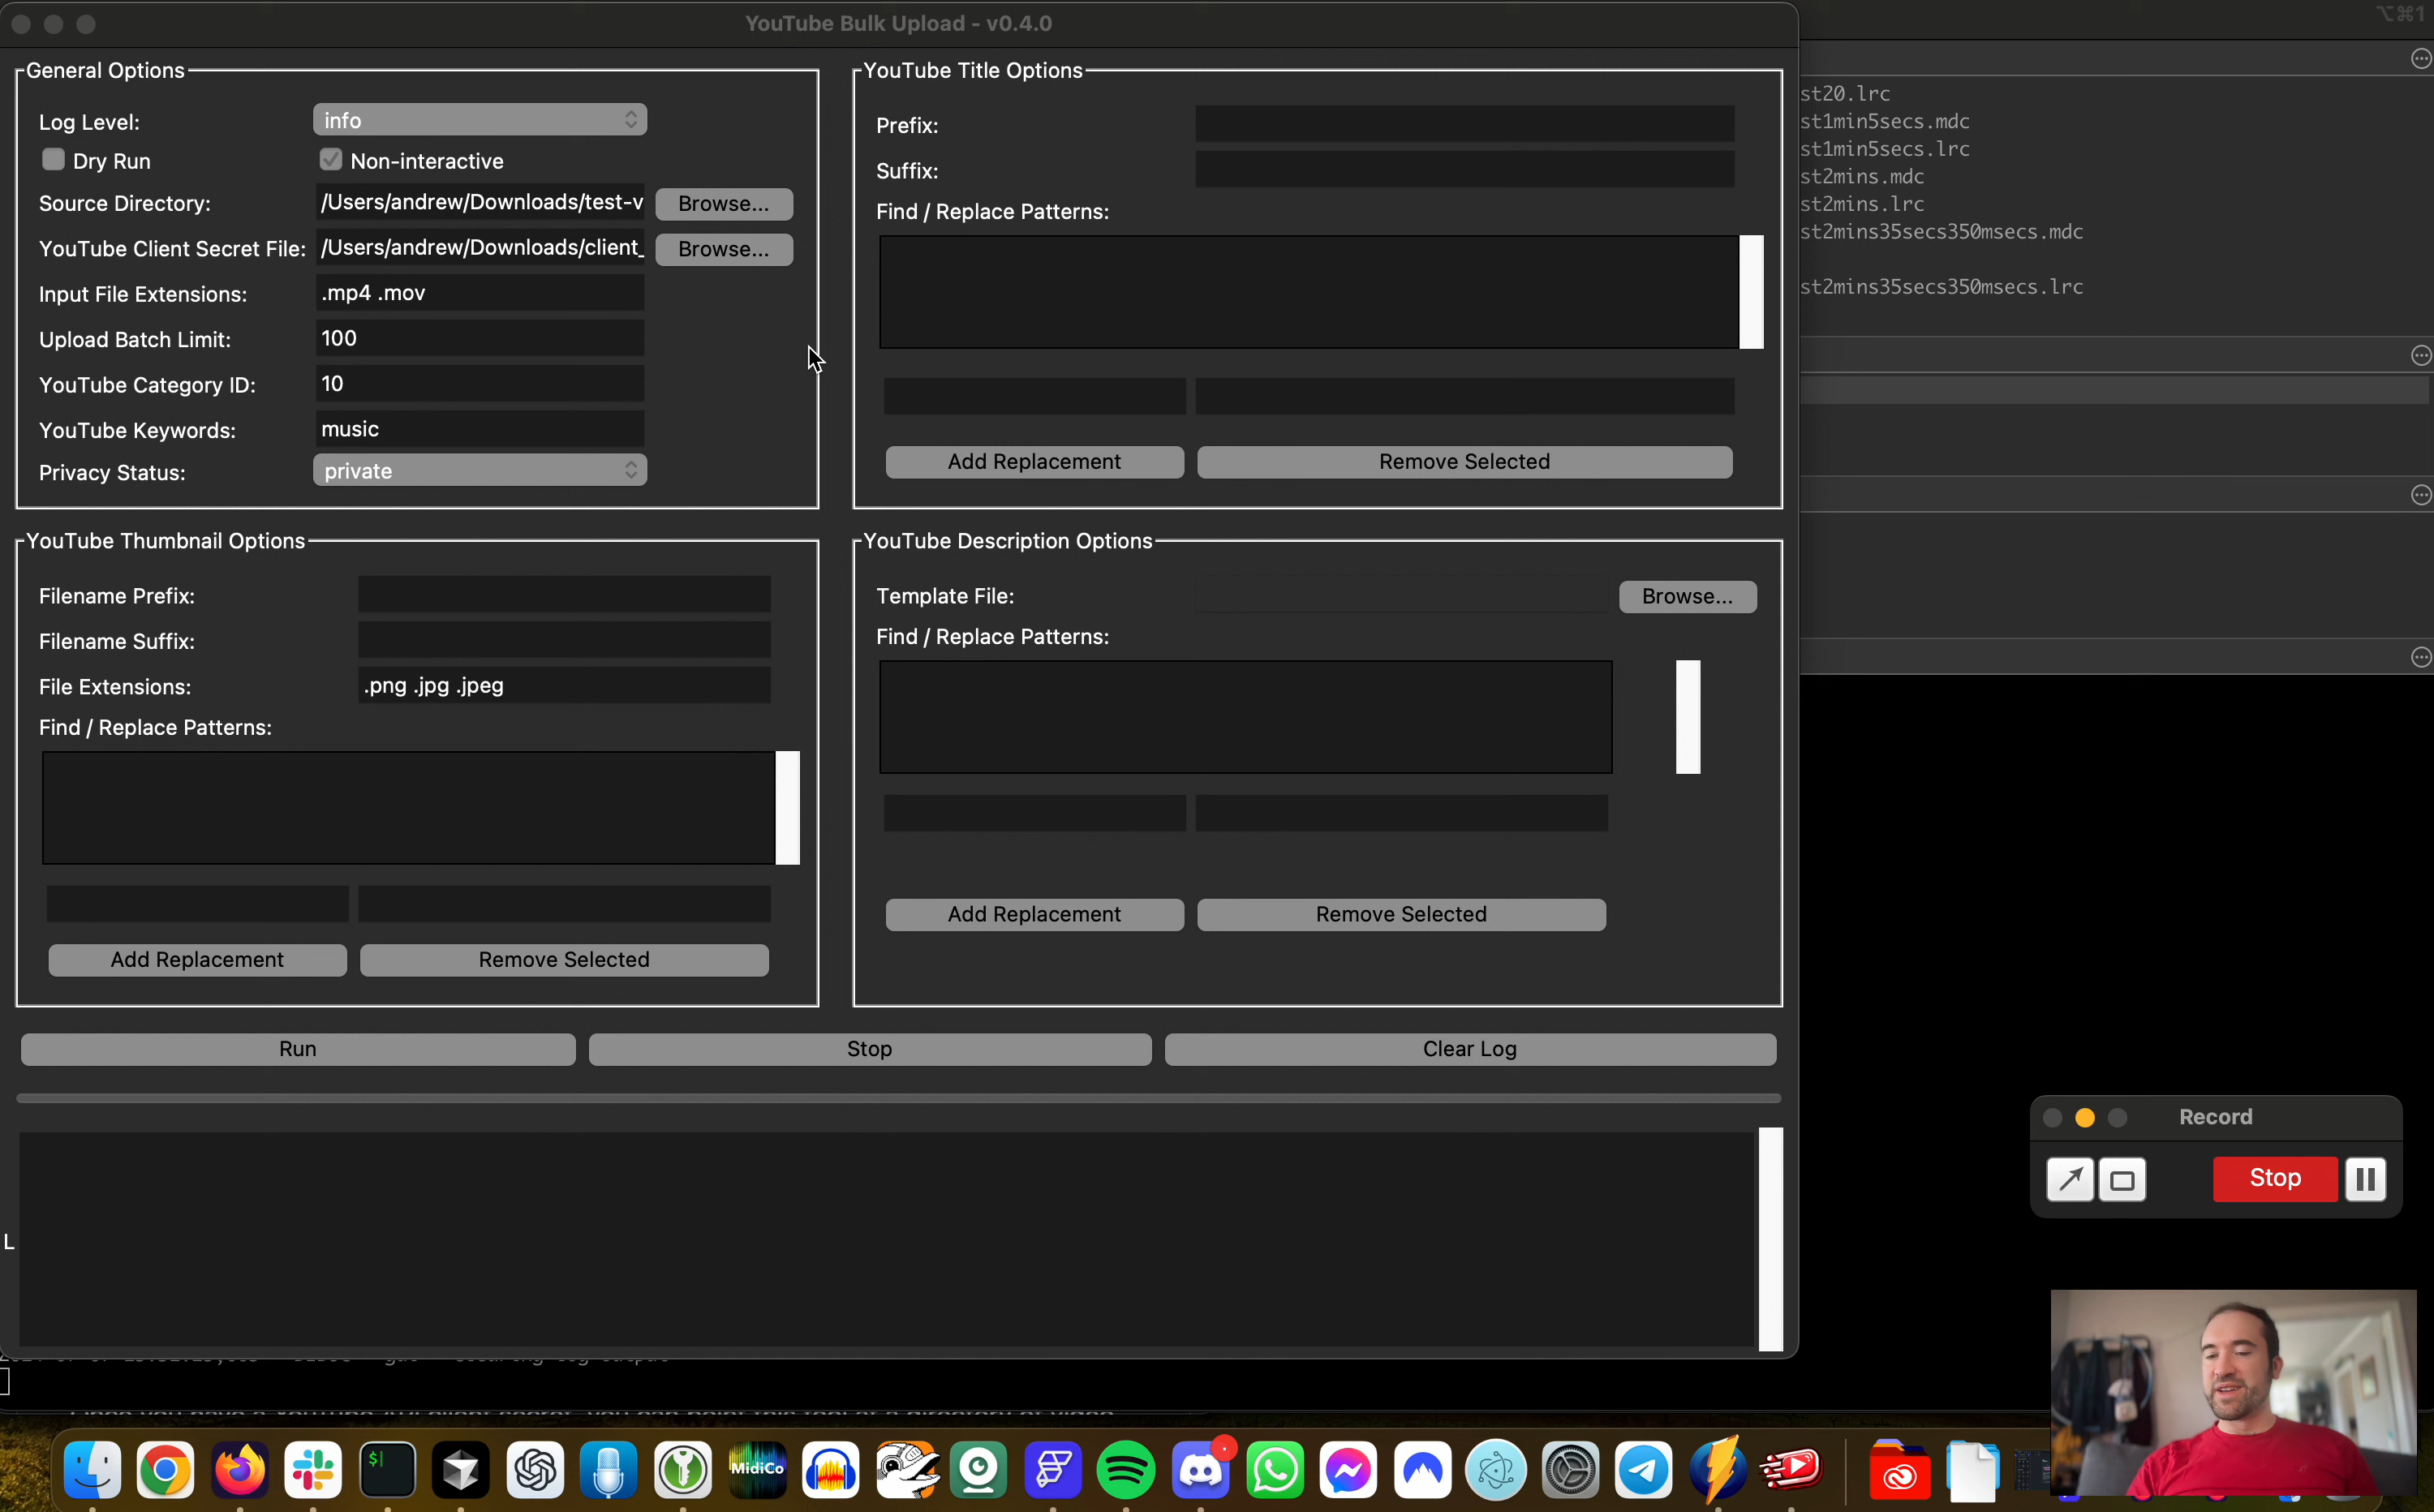 YouTube Bulk Upload - v0.4.0
⌥⌘1
General Options
Log Level:
info
Dry Run
Non-interactive
Source Directory:
/Users/andrew/Downloads/test-v
Browse...
YouTube Client Secret File:
/Users/andrew/Downloads/client_
Browse...
Input File Extensions:
.mp4 .mov
Upload Batch Limit:
100
YouTube Category ID:
10
YouTube Keywords:
music
Privacy Status:
private
YouTube Title Options
Prefix:
Suffix:
Find / Replace Patterns:
Add Replacement
Remove Selected
st20.lrc
st1min5secs.mdc
st1min5secs.lrc
st2mins.mdc
st2mins.lrc
st2mins35secs350msecs.mdc
st2mins35secs350msecs.lrc
YouTube Thumbnail Options
Filename Prefix:
Filename Suffix:
File Extensions:
.png .jpg .jpeg
Find / Replace Patterns:
Add Replacement
Remove Selected
YouTube Description Options
Template File:
Browse...
Find / Replace Patterns:
Add Replacement
Remove Selected
Run
Stop
Clear Log
L
Record
Stop
$
MidiCo